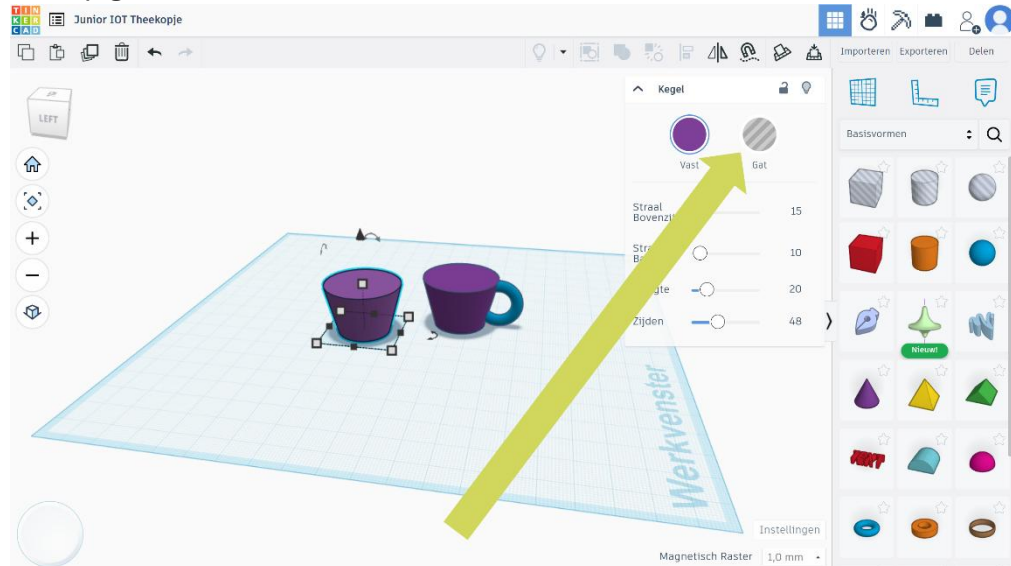 TIN
KER
CAD
Junior IOT Theekopje
Importeren Exporteren Delen
LEFT
Kegel
Vast Gat
Straal
15
10
20
Zijden 48
Basisvormen
Nieuw!
TEXT
Werkvenster
Instellingen
Magnetisch Raster 1,0 mm